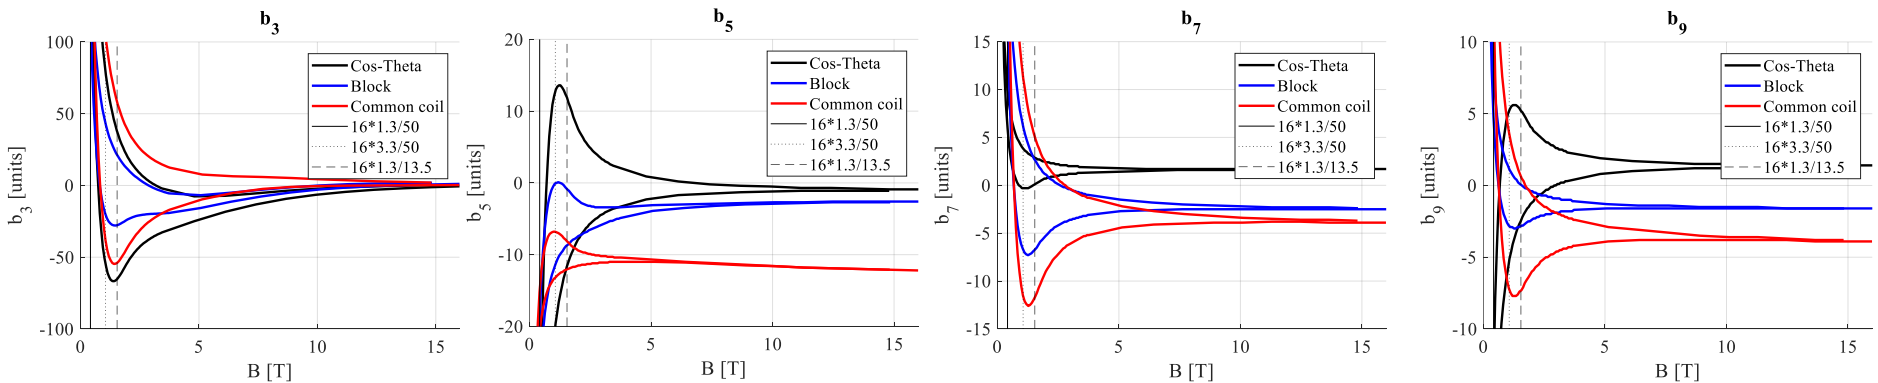 b3
100
50
0
-50
-100
b3 [units]
0
5
10
15
B [T]
Cos-Theta
Block
Common coil
16*1.3/50
16*3.3/50
16*1.3/13.5
b5
20
10
0
-10
-20
b5 [units]
0
5
10
15
B [T]
Cos-Theta
Block
Common coil
16*1.3/50
16*3.3/50
16*1.3/13.5
b7
15
10
5
0
-5
-10
-15
b7 [units]
0
5
10
15
B [T]
Cos-Theta
Block
Common coil
16*1.3/50
16*3.3/50
16*1.3/13.5
b9
10
5
0
-5
-10
b9 [units]
0
5
10
15
B [T]
Cos-Theta
Block
Common coil
16*1.3/50
16*3.3/50
16*1.3/13.5